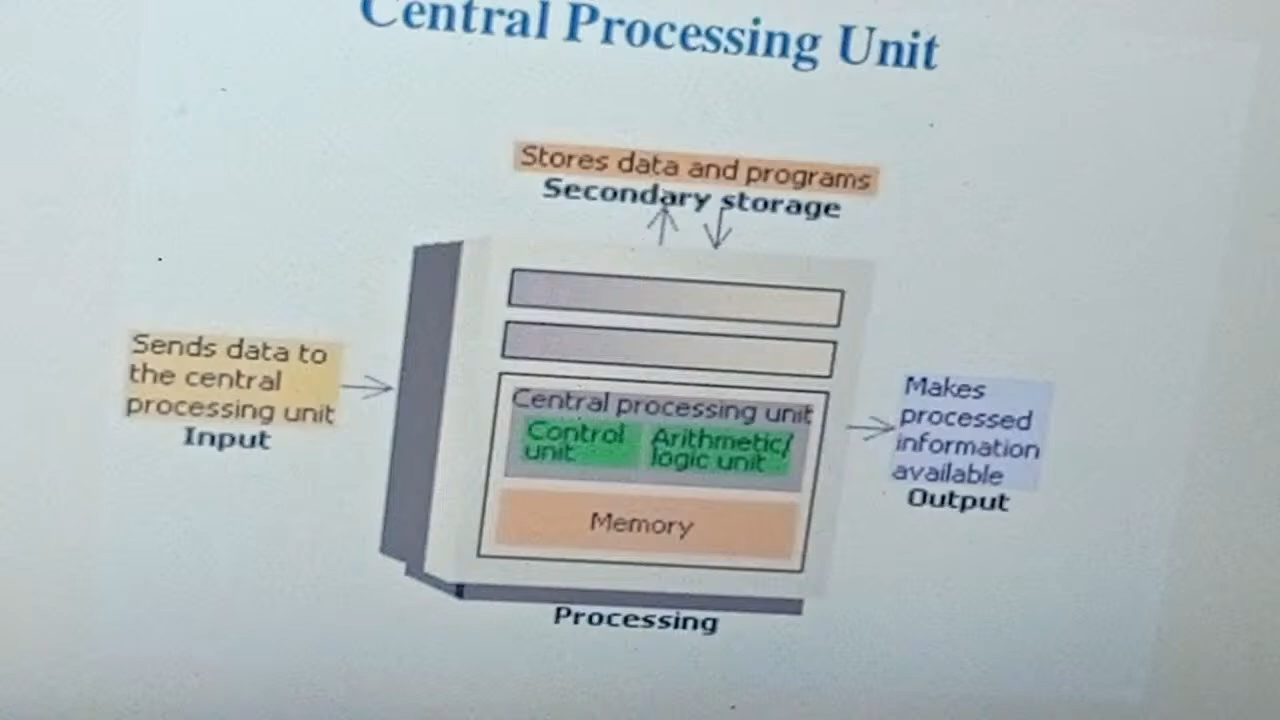 Central Processing Unit
Stores data and programs
Secondary storage
Sends data to
the central
processing unit
Input
Central processing unit
Control
unit
Arithmetic/
logic unit
Memory
Processing
Makes
processed
information
available
Output